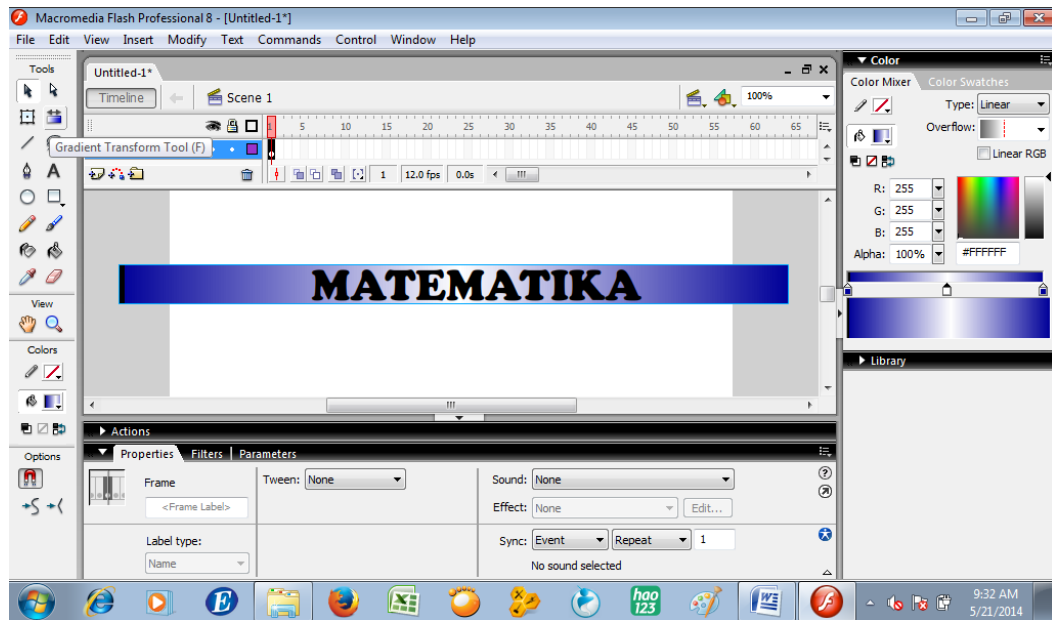 Macromedia Flash Professional 8 - [Untitled-1*]
File Edit View Insert Modify Text Commands Control Window Help
Tools
Untitled-1*
Timeline
Scene 1
100%
1 5 10 15 20 25 30 35 40 45 50 55 60 65
Gradient Transform Tool (F)
1 12.0 fps 0.0s
A
MATEMATIKA
View
Colors
Options
Color
Color Mixer Color Swatches
Type: Linear
Overflow:
Linear RGB
R: 255
G: 255
B: 255
Alpha: 100% #FFFFFF
Library
Actions
Properties Filters Parameters
Frame
<Frame Label>
Label type:
Name
Tween: None
Sound: None
Effect: None Edit...
Sync: Event Repeat 1
No sound selected
hao
123
9:32 AM
5/21/2014